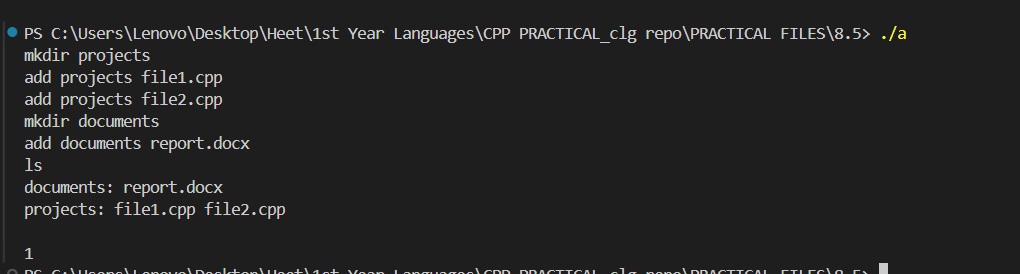 PS C:\Users\Lenovo\Desktop\Heet\1st Year Languages\CPP PRACTICAL_clg repo\PRACTICAL FILES\8.5> ./a
mkdir projects
add projects file1.cpp
add projects file2.cpp
mkdir documents
add documents report.docx
ls
documents: report.docx
projects: file1.cpp file2.cpp
1
PS C:\Users\Lenovo\Desktop\Heet\1st Year Languages\CPP PRACTICAL_clg repo\PRACTICAL FILES\8.5>